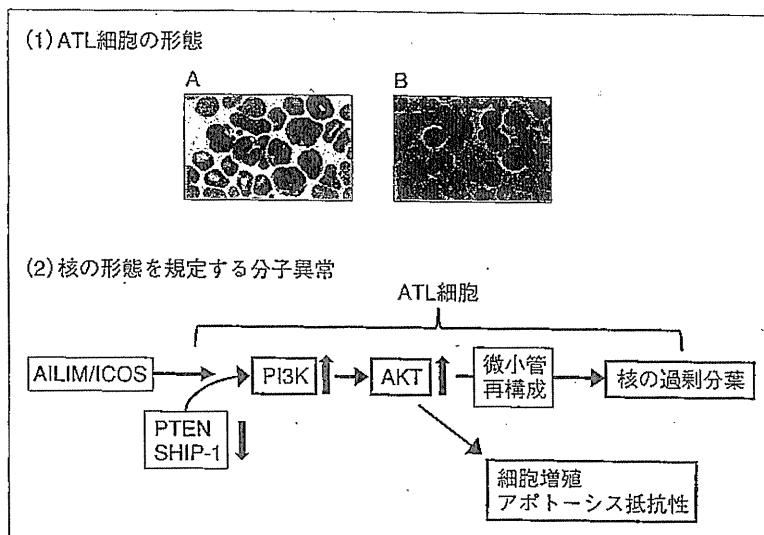 (1)ATL細胞の形態
A
B
(2)核の形態を規定する分子異常
ATL細胞
AILIM/ICOS
PI3K
AKT
微小管
再構成
核の過剰分葉
PTEN
SHIP-1
細胞増殖
アポトーシス抵抗性